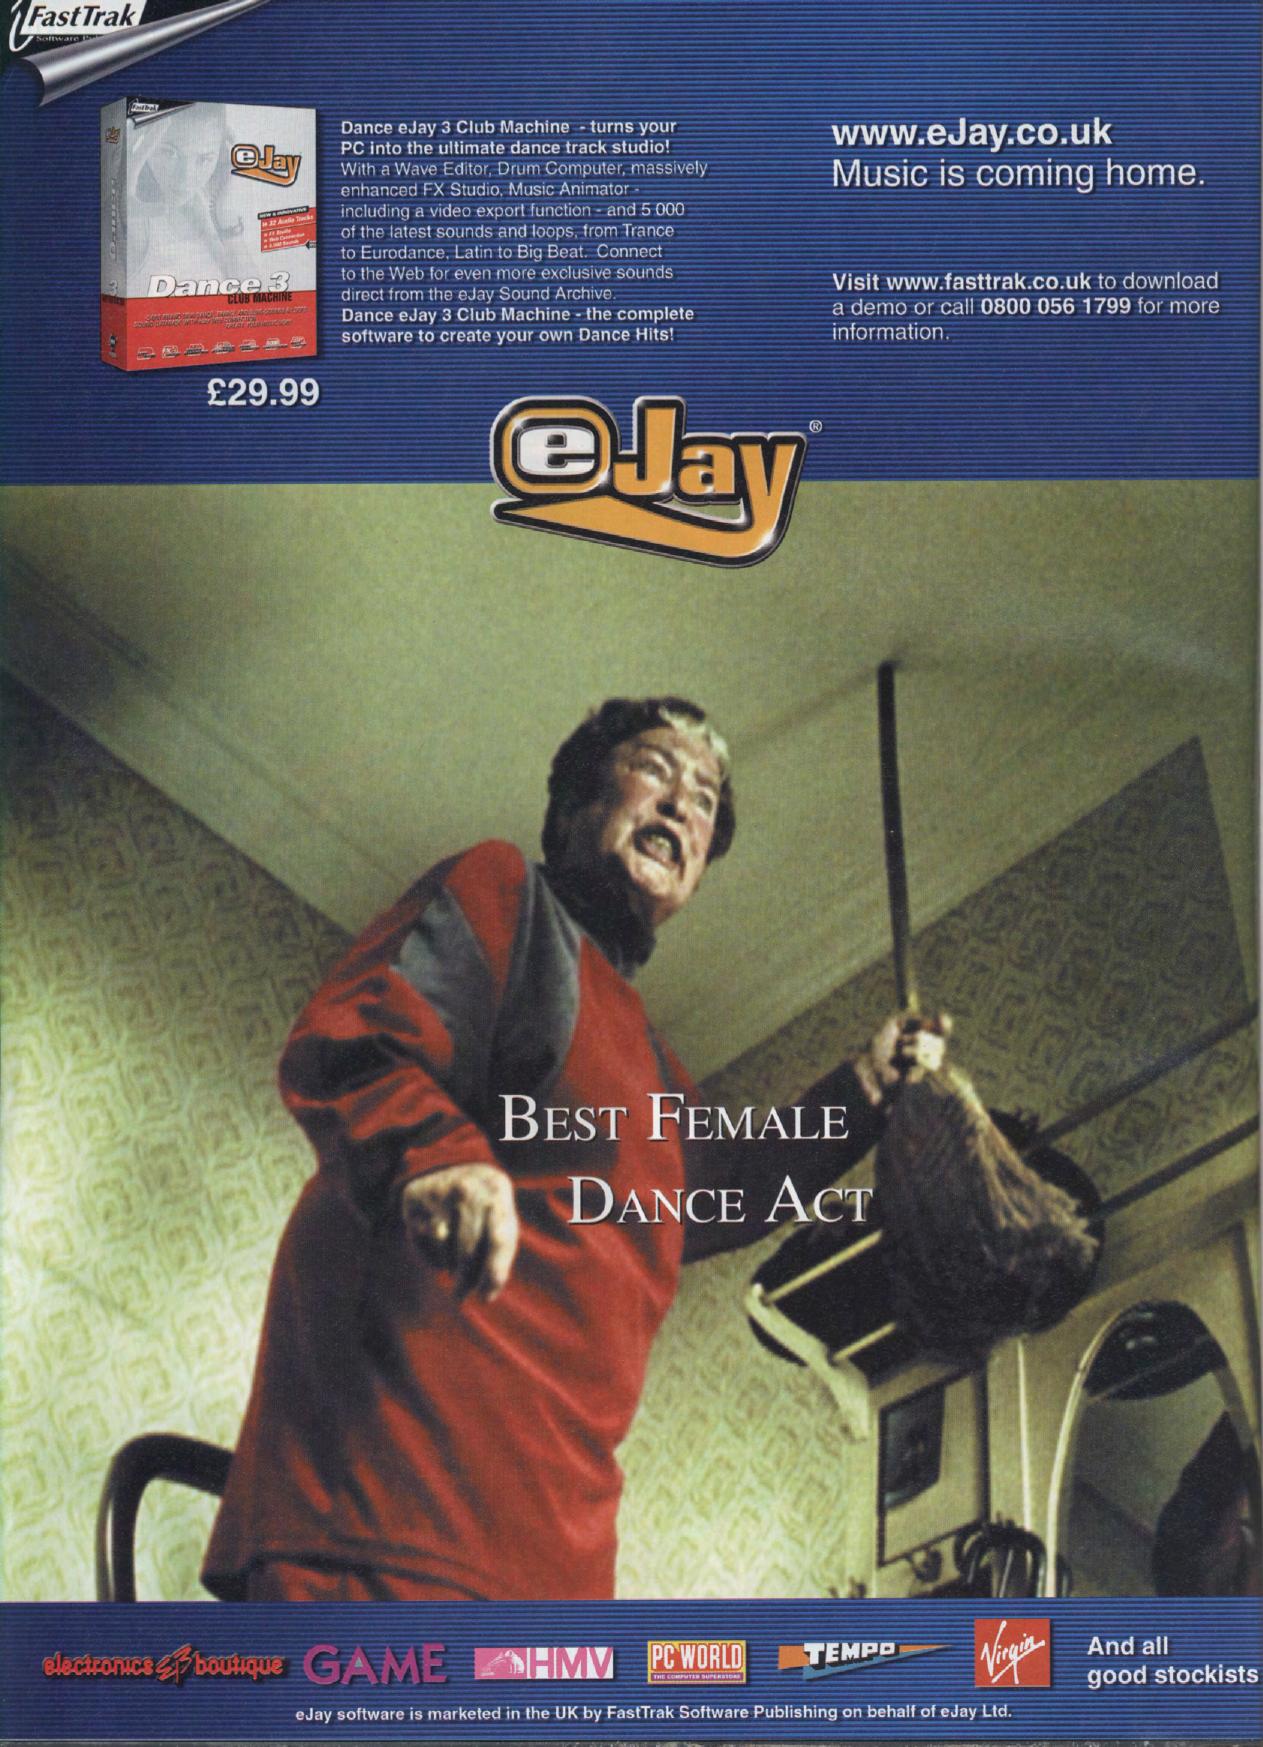 FastTrak
eJay
NEW & INNOVATIVE
32 Audio Tracks
FX Studio
Dance 3
CLUB MACHINE
£29.99
Dance eJay 3 Club Machine - turns your
PC into the ultimate dance track studio!
With a Wave Editor, Drum Computer, massively
enhanced FX Studio, Music Animator -
including a video export function - and 5 000
of the latest sounds and loops, from Trance
to Eurodance, Latin to Big Beat. Connect
to the Web for even more exclusive sounds
direct from the eJay Sound Archive.
Dance eJay 3 Club Machine - the complete
software to create your own Dance Hits!
www.eJay.co.uk
Music is coming home.
Visit www.fasttrak.co.uk to download
a demo or call 0800 056 1799 for more
information.
eJay®
BEST FEMALE
DANCE ACT
electronics boutique
GAME
HMV
PC WORLD
THE COMPUTER SUPERSTORE
TEMPO
Virgin
And all
good stockists
eJay software is marketed in the UK by FastTrak Software Publishing on behalf of eJay Ltd.